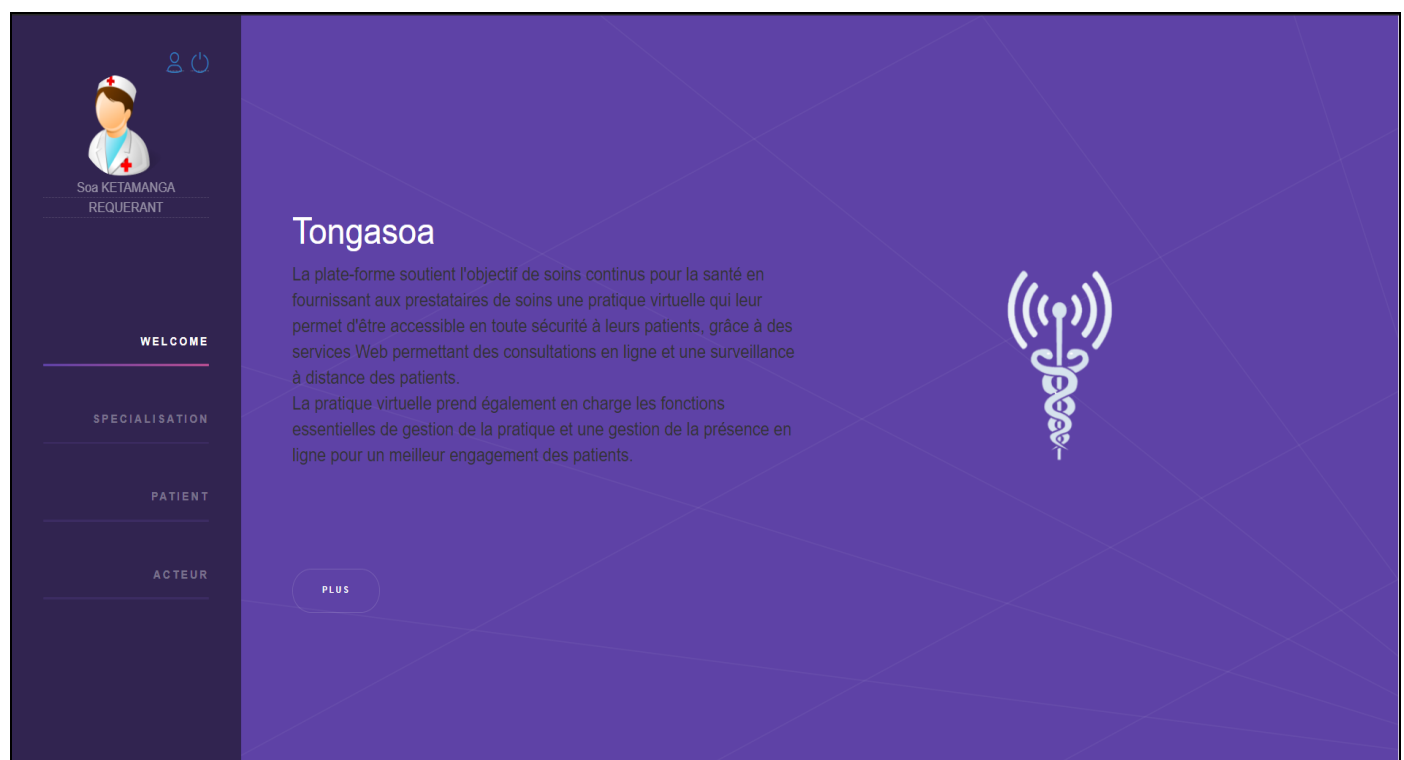 Soa KETAMANGA
REQUERANT
WELCOME
SPECIALISATION
PATIENT
ACTEUR
Tongasoa
La plate-forme soutient l'objectif de soins continus pour la santé en
fournissant aux prestataires de soins une pratique virtuelle qui leur
permet d'être accessible en toute sécurité à leurs patients, grâce à des
services Web permettant des consultations en ligne et une surveillance
à distance des patients.
La pratique virtuelle prend également en charge les fonctions
essentielles de gestion de la pratique et une gestion de la présence en
ligne pour un meilleur engagement des patients.
PLUS